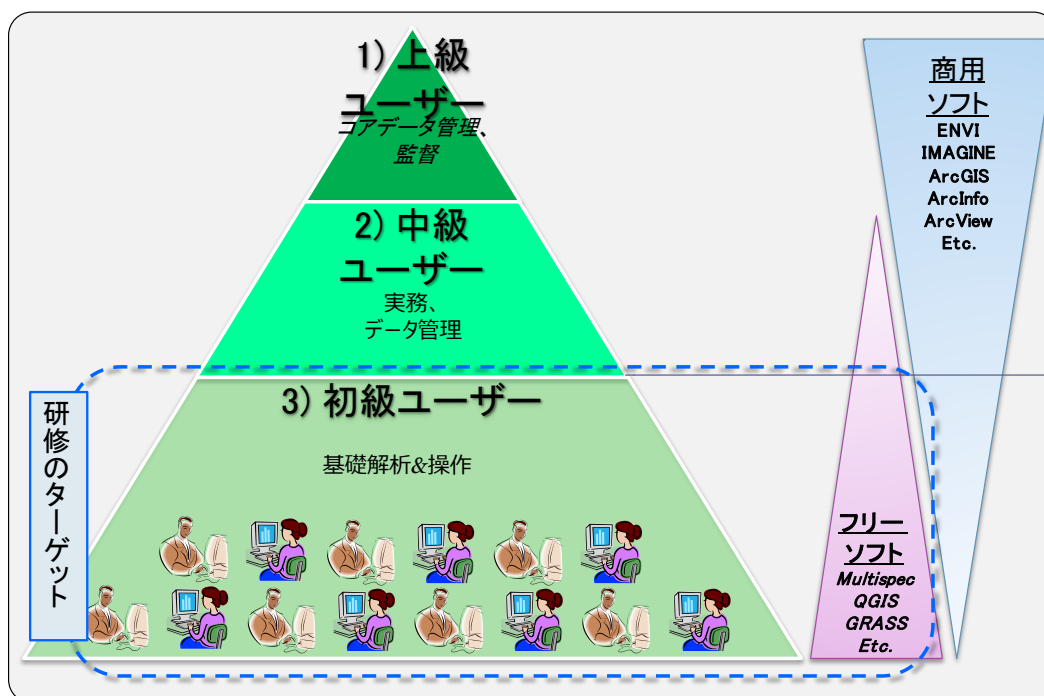 1) 上級
ユーザー
コアデータ管理、
監督
2) 中級
ユーザー
実務、
データ管理
3) 初級ユーザー
基礎解析&操作
研修のターゲット
商用
ソフト
ENVI
IMAGINE
ArcGIS
ArcInfo
ArcView
Etc.
フリー
ソフト
Multispec
QGIS
GRASS
Etc.